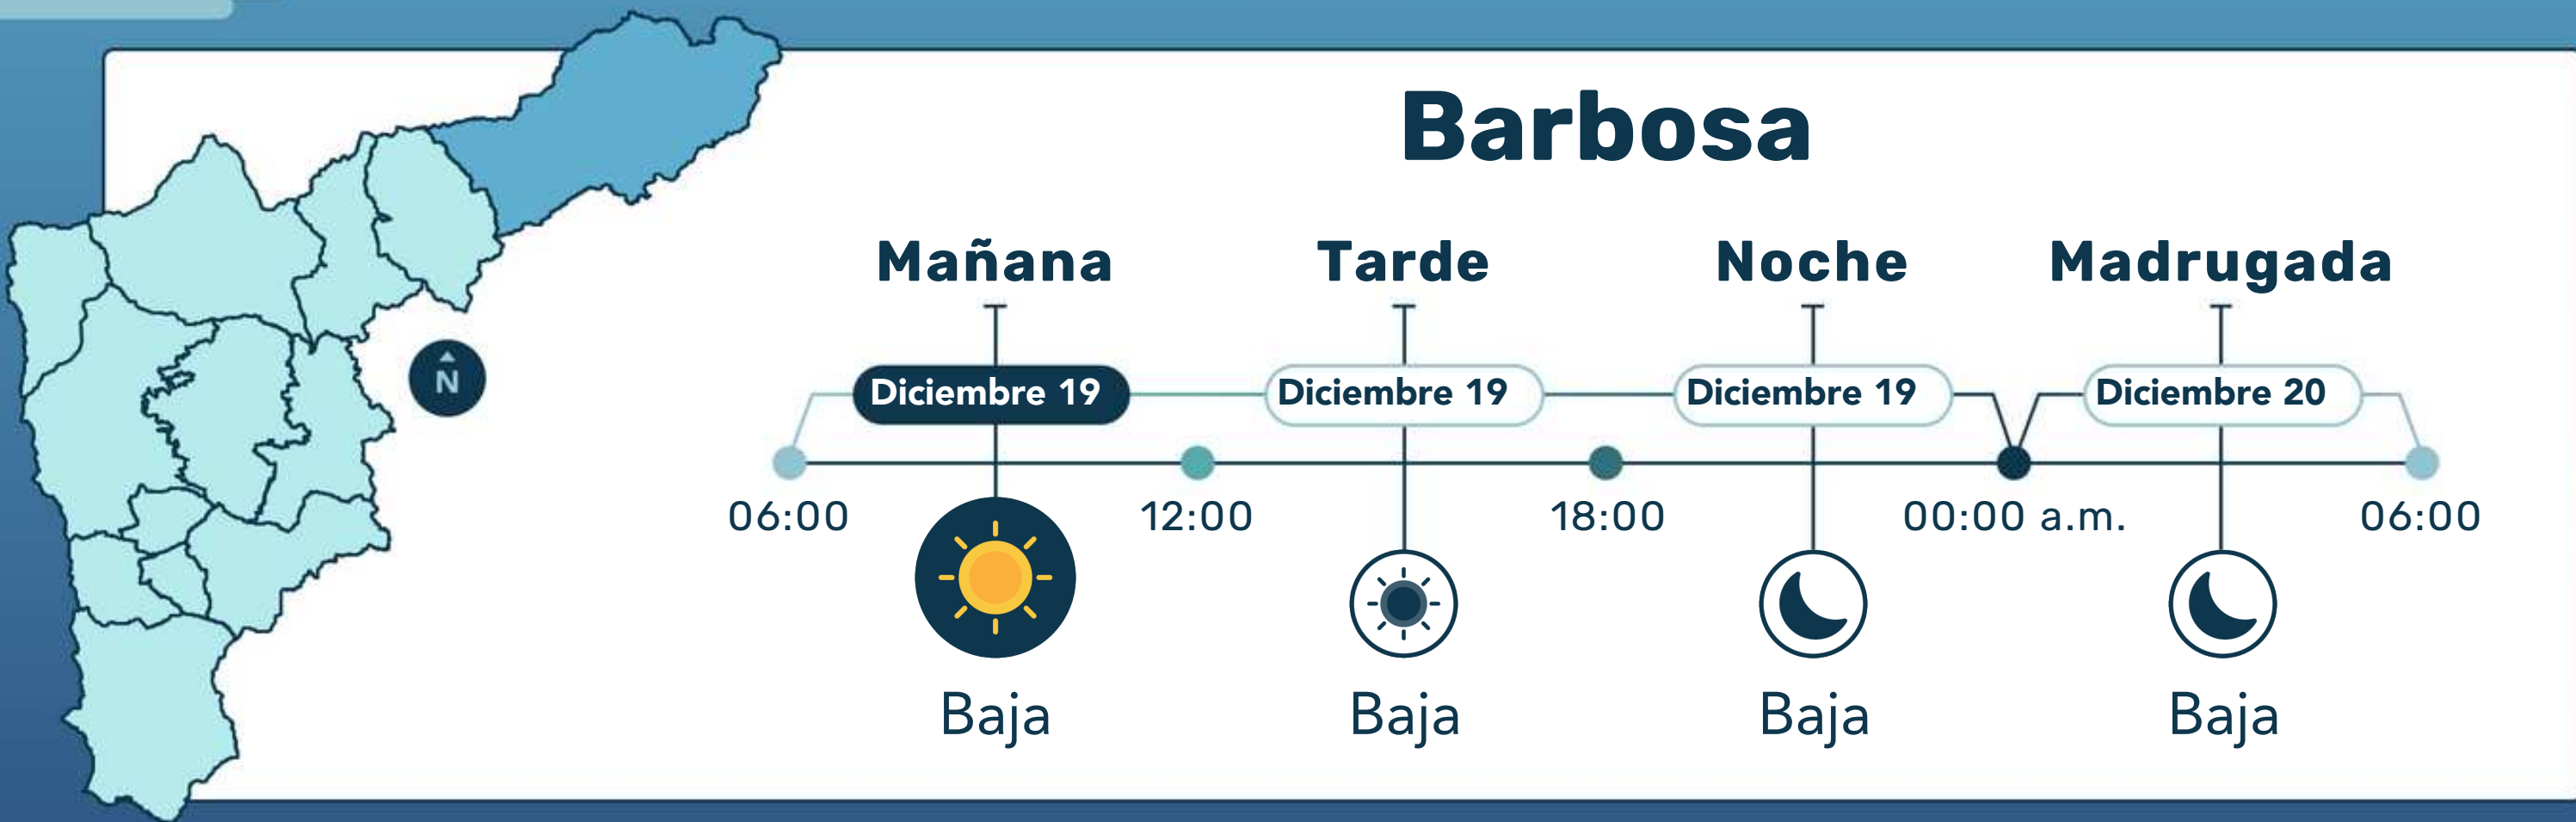 Barbosa
Mañana Tarde Noche Madrugada
Diciembre 19 Diciembre 19 Diciembre 19 Diciembre 20
N
06:00 12:00 18:00 00:00 a.m. 06:00
Baja Baja Baja Baja